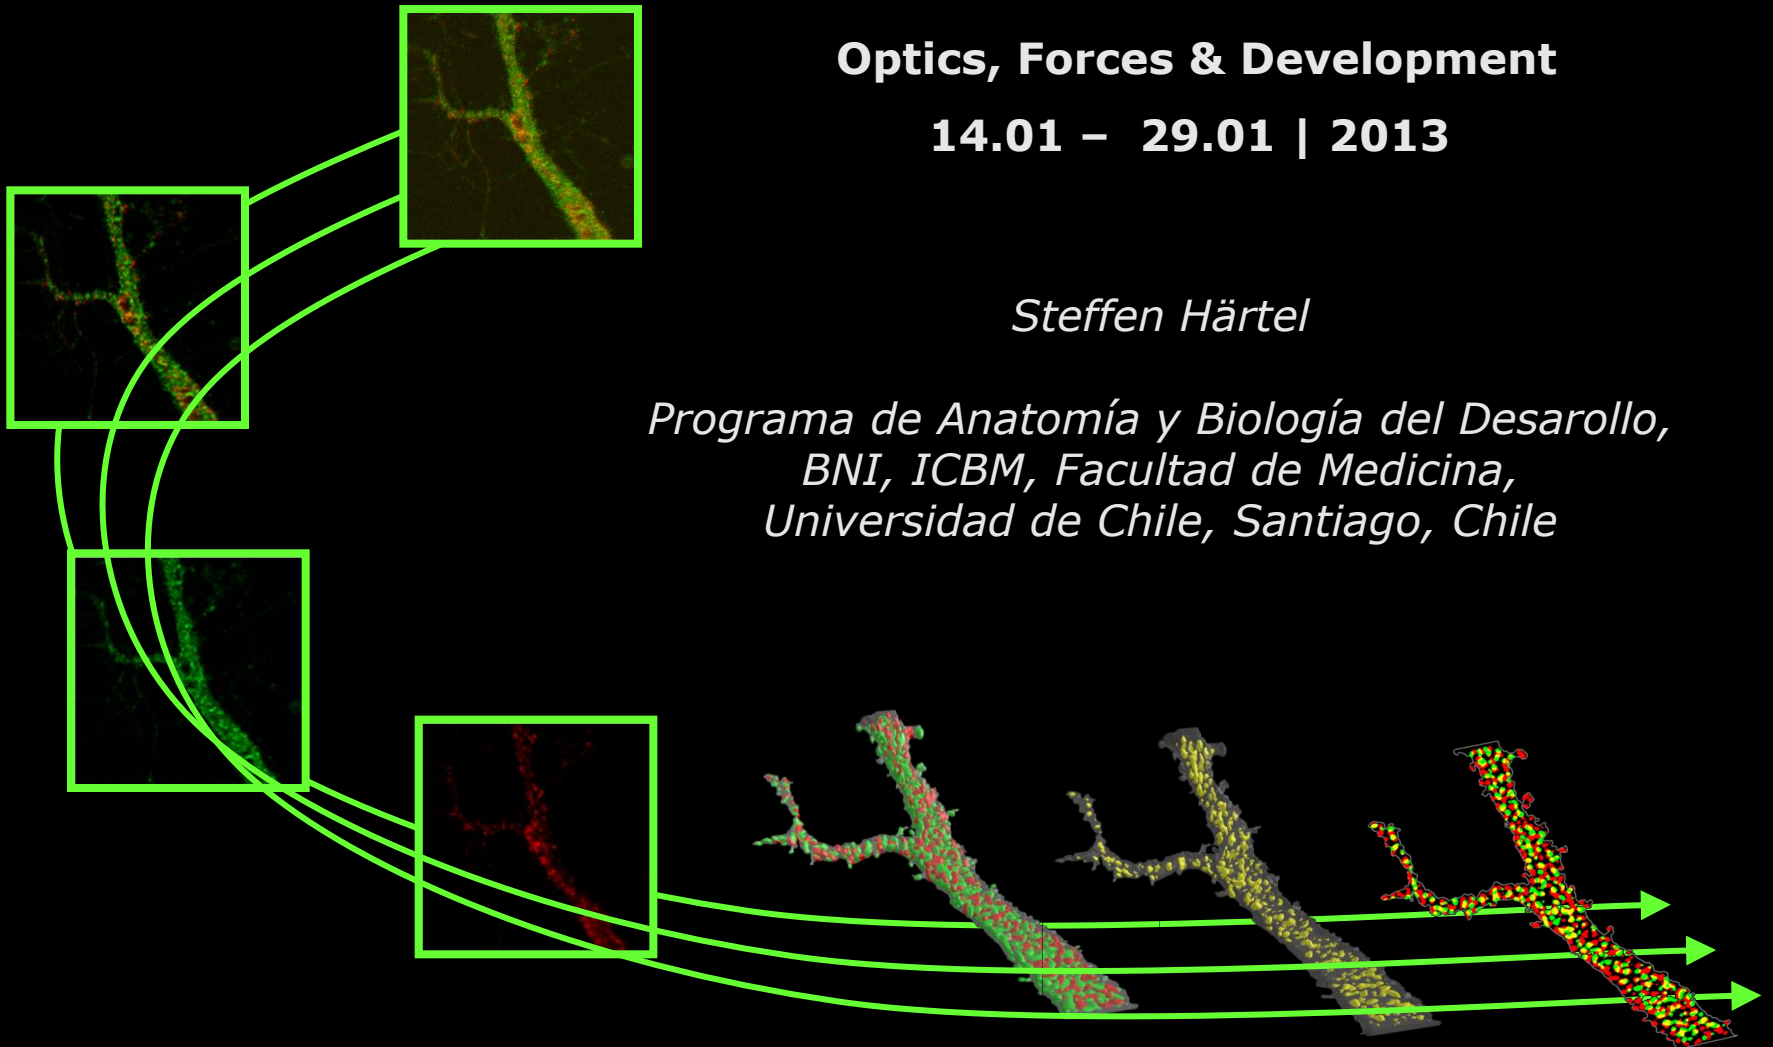 Optics, Forces & Development
14.01 – 29.01 | 2013
Steffen Härtel
Programa de Anatomía y Biología del Desarollo,
BNI, ICBM, Facultad de Medicina,
Universidad de Chile, Santiago, Chile